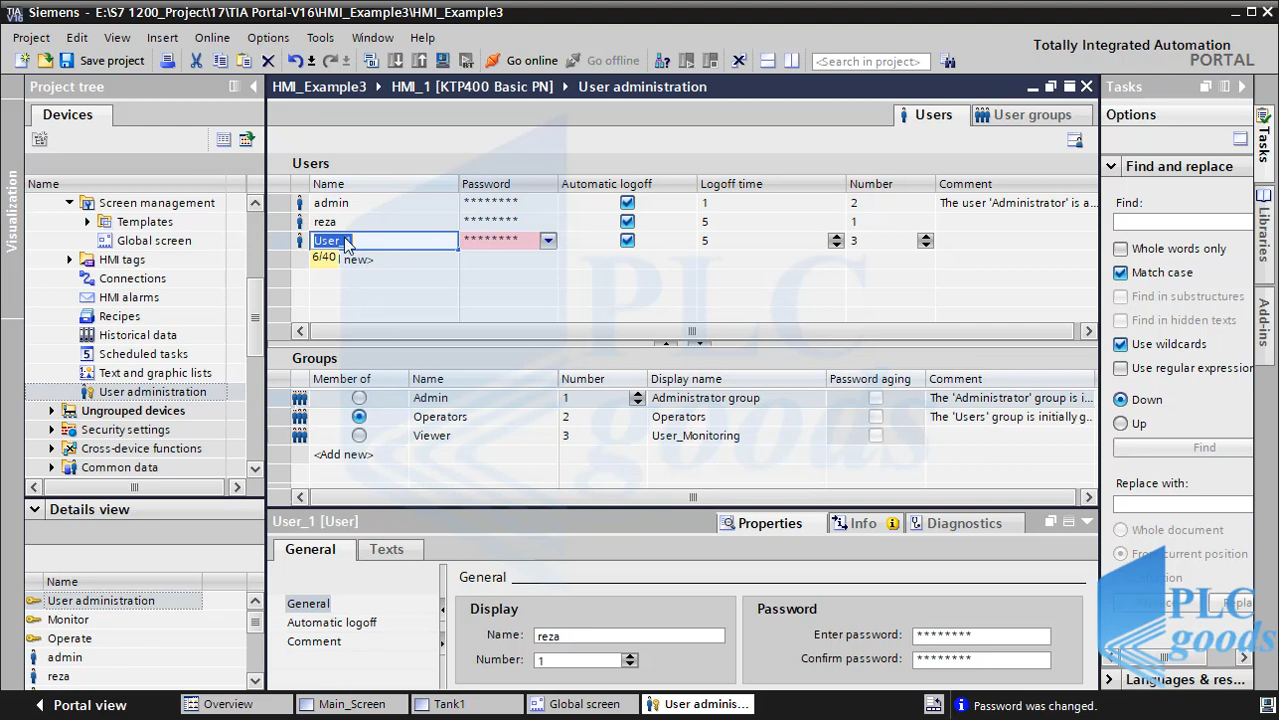 TIA V16 Siemens - E:\S7 1200_Project\17\TIA Portal-V16\HMI_Example3\HMI_Example3
Project Edit View Insert Online Options Tools Window Help
Totally Integrated Automation
PORTAL
Save project Go online Go offline <Search in project>
Project tree
HMI_Example3 HMI_1 [KTP400 Basic PN] User administration
Tasks
Devices
Users User groups
Options
Visualization
Name
Screen management
Templates
Global screen
HMI tags
Connections
HMI alarms
Recipes
Historical data
Scheduled tasks
Text and graphic lists
User administration
Ungrouped devices
Security settings
Cross-device functions
Common data
Details view
Name
User administration
Monitor
Operate
admin
reza
Users
Name Password Automatic logoff Logoff time Number Comment
admin ******** 1 2 The user 'Administrator' is a...
reza ******** 5 1
User_ ******** 5 3
6/40 new>
Groups
Member of Name Number Display name Password aging Comment
Admin 1 Administrator group The 'Administrator' group is i...
Operators 2 Operators The 'Users' group is initially g...
Viewer 3 User_Monitoring
<Add new>
User_1 [User]
Properties Info Diagnostics
General Texts
General
Automatic logoff
Comment
General
Display
Name: reza
Number: 1
Password
Enter password: ********
Confirm password: ********
Find and replace
Find:
Whole words only
Match case
Find in substructures
Find in hidden texts
Use wildcards
Use regular expression
Down
Up
Find
Replace with:
Whole document
From current position
Languages & res...
Tasks
Libraries
Add-ins
PLC
goods
PLC
goods
Portal view Overview Main_Screen Tank1 Global screen User adminis... Password was changed.